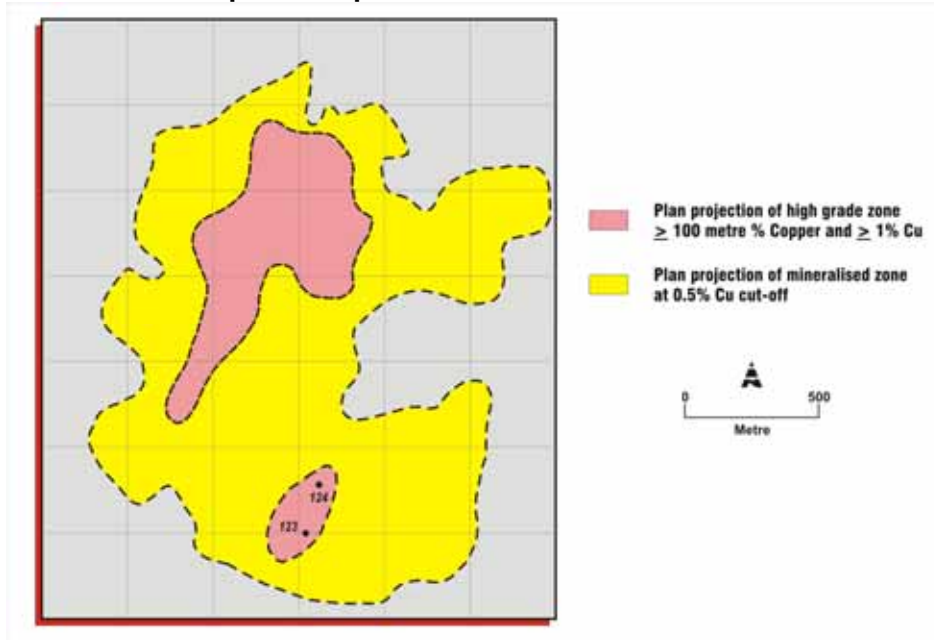 Plan projection of high grade zone
≥ 100 metre % Copper and ≥ 1% Cu
Plan projection of mineralised zone
at 0.5% Cu cut-off
0 500
Metre
124
123